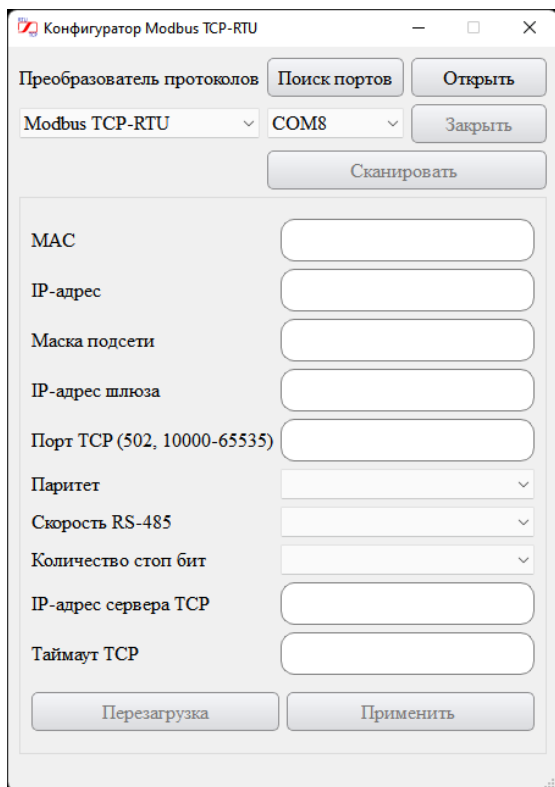 Конфигуратор Modbus TCP-RTU
Преобразователь протоколов Поиск портов Открыть
Modbus TCP-RTU COM8 Закрыть
Сканировать
MAC
IP-адрес
Маска подсети
IP-адрес шлюза
Порт TCP (502, 10000-65535)
Паритет
Скорость RS-485
Количество стоп бит
IP-адрес сервера TCP
Таймаут TCP
Перезагрузка Применить